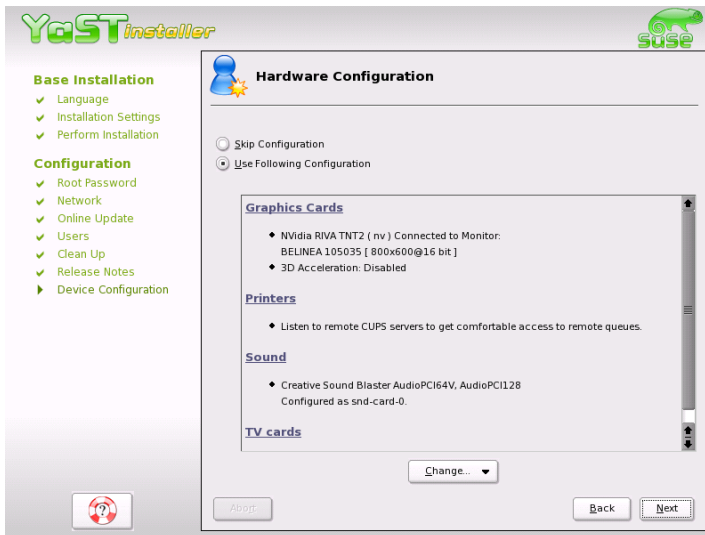 YaST installer
suse
Base Installation
Language
Installation Settings
Perform Installation
Configuration
Root Password
Network
Online Update
Users
Clean Up
Release Notes
Device Configuration
Hardware Configuration
Skip Configuration
Use Following Configuration
Graphics Cards
NVidia RIVA TNT2 ( nv ) Connected to Monitor:
BELINEA 105035 [ 800x600@16 bit ]
3D Acceleration: Disabled
Printers
Listen to remote CUPS servers to get comfortable access to remote queues.
Sound
Creative Sound Blaster AudioPCI64V, AudioPCI128
Configured as snd-card-0.
TV cards
Change...
Abort
Back
Next